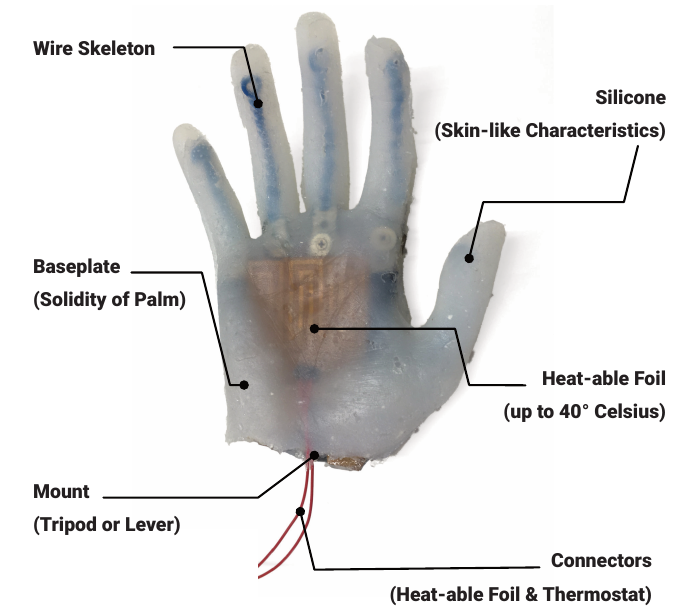 Wire Skeleton
Silicone
(Skin-like Characteristics)
Baseplate
(Solidity of Palm)
Heat-able Foil
(up to 40° Celsius)
Mount
(Tripod or Lever)
Connectors
(Heat-able Foil & Thermostat)